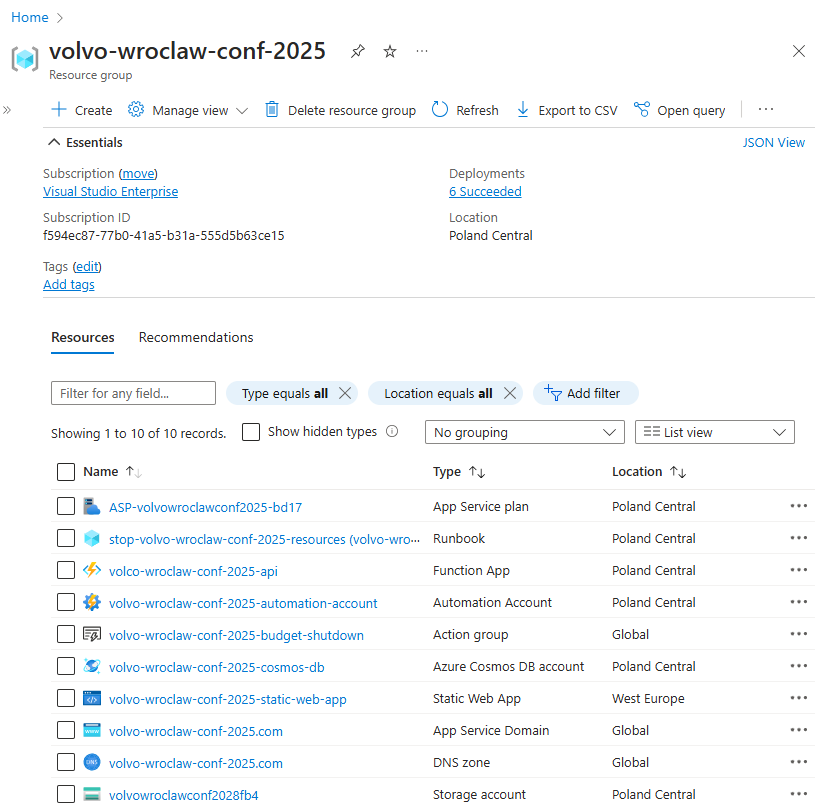 Home
volvo-wroclaw-conf-2025
Resource group
Create Manage view Delete resource group Refresh Export to CSV Open query
Essentials JSON View
Subscription (move) Deployments
Visual Studio Enterprise 6 Succeeded
Subscription ID Location
f594ec87-77b0-41a5-b31a-555d5b63ce15 Poland Central
Tags (edit)
Add tags
Resources Recommendations
Filter for any field... Type equals all Location equals all Add filter
Showing 1 to 10 of 10 records. Show hidden types No grouping List view
Name Type Location
ASP-volvowroclawconf2025-bd17 App Service plan Poland Central
stop-volvo-wroclaw-conf-2025-resources (volvo-wro... Runbook Poland Central
volco-wroclaw-conf-2025-api Function App Poland Central
volvo-wroclaw-conf-2025-automation-account Automation Account Poland Central
volvo-wroclaw-conf-2025-budget-shutdown Action group Global
volvo-wroclaw-conf-2025-cosmos-db Azure Cosmos DB account Poland Central
volvo-wroclaw-conf-2025-static-web-app Static Web App West Europe
volvo-wroclaw-conf-2025.com App Service Domain Global
volvo-wroclaw-conf-2025.com DNS zone Global
volvowroclawconf2028fb4 Storage account Poland Central